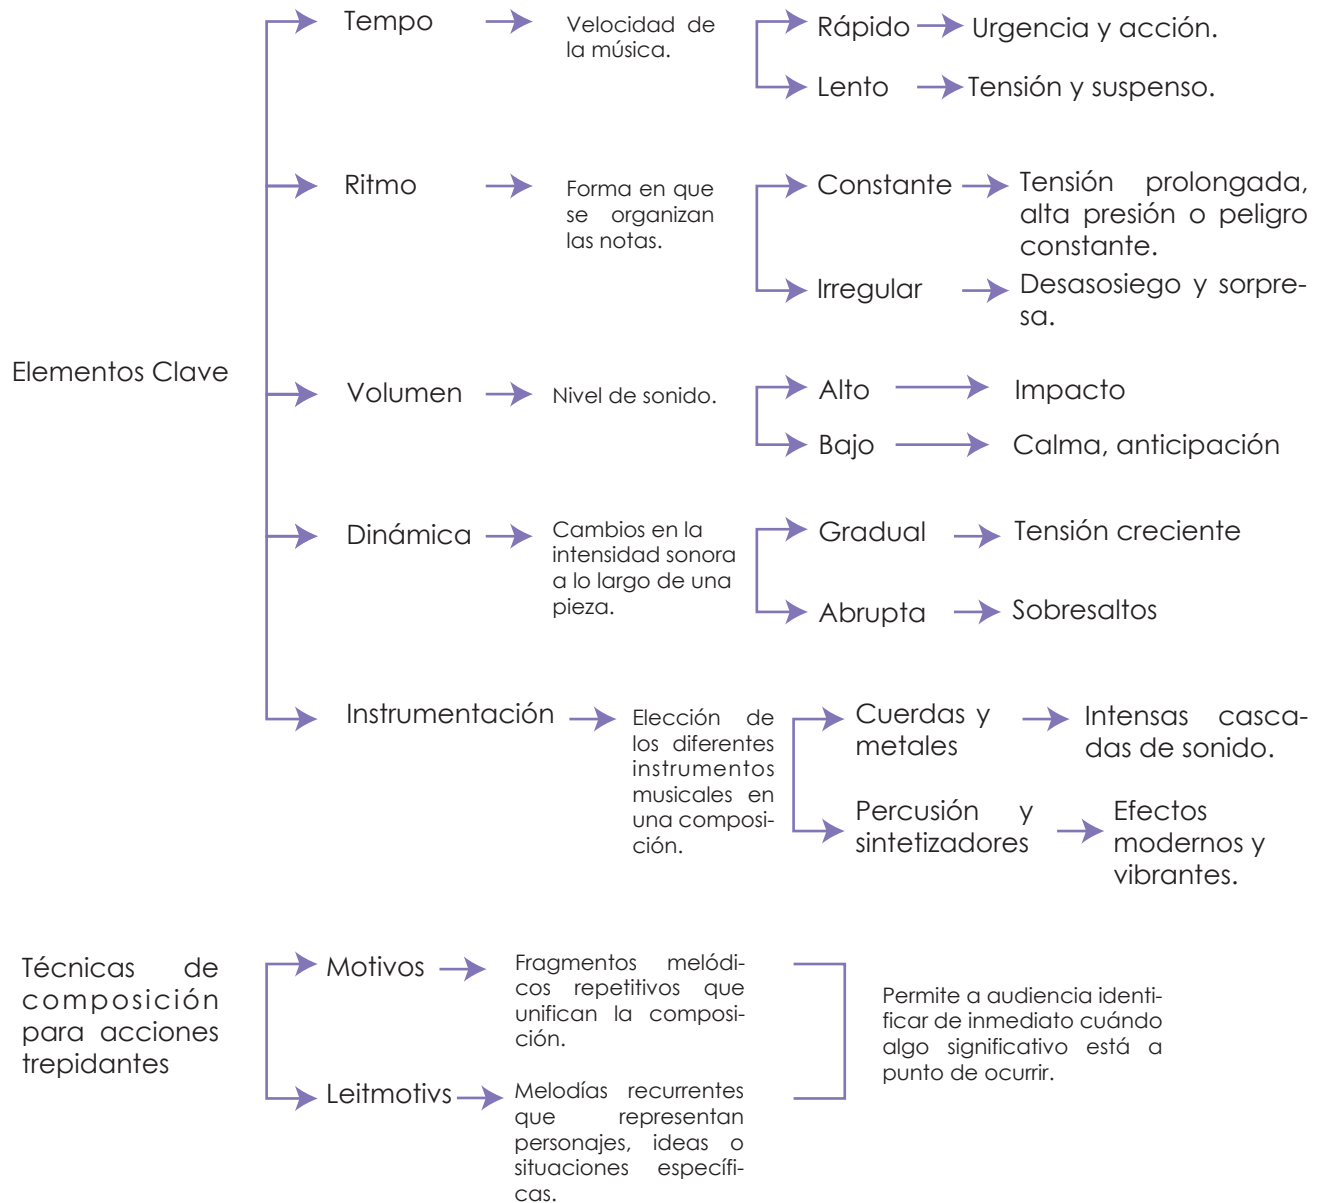 Tempo
Velocidad de
la música.
Rápido
Urgencia y acción.
Lento
Tensión y suspenso.
Ritmo
Forma en que
se organizan
las notas.
Constante
Tensión prolongada,
alta presión o peligro
constante.
Irregular
Desasosiego y sorpre-
sa.
Elementos Clave
Volumen
Nivel de sonido.
Alto
Impacto
Bajo
Calma, anticipación
Dinámica
Cambios en la
intensidad sonora
a lo largo de una
pieza.
Gradual
Tensión creciente
Abrupta
Sobresaltos
Instrumentación
Elección de
los diferentes
instrumentos
musicales en
una composi-
ción.
Cuerdas y
metales
Intensas casca-
das de sonido.
Percusión y
sintetizadores
Efectos
modernos y
vibrantes.
Técnicas de
composición
para acciones
trepidantes
Motivos
Fragmentos melódi-
cos repetitivos que
unifican la composi-
ción.
Leitmotivs
Melodías recurrentes
que representan
personajes, ideas o
situaciones específi-
cas.
Permite a audiencia identi-
ficar de inmediato cuándo
algo significativo está a
punto de ocurrir.